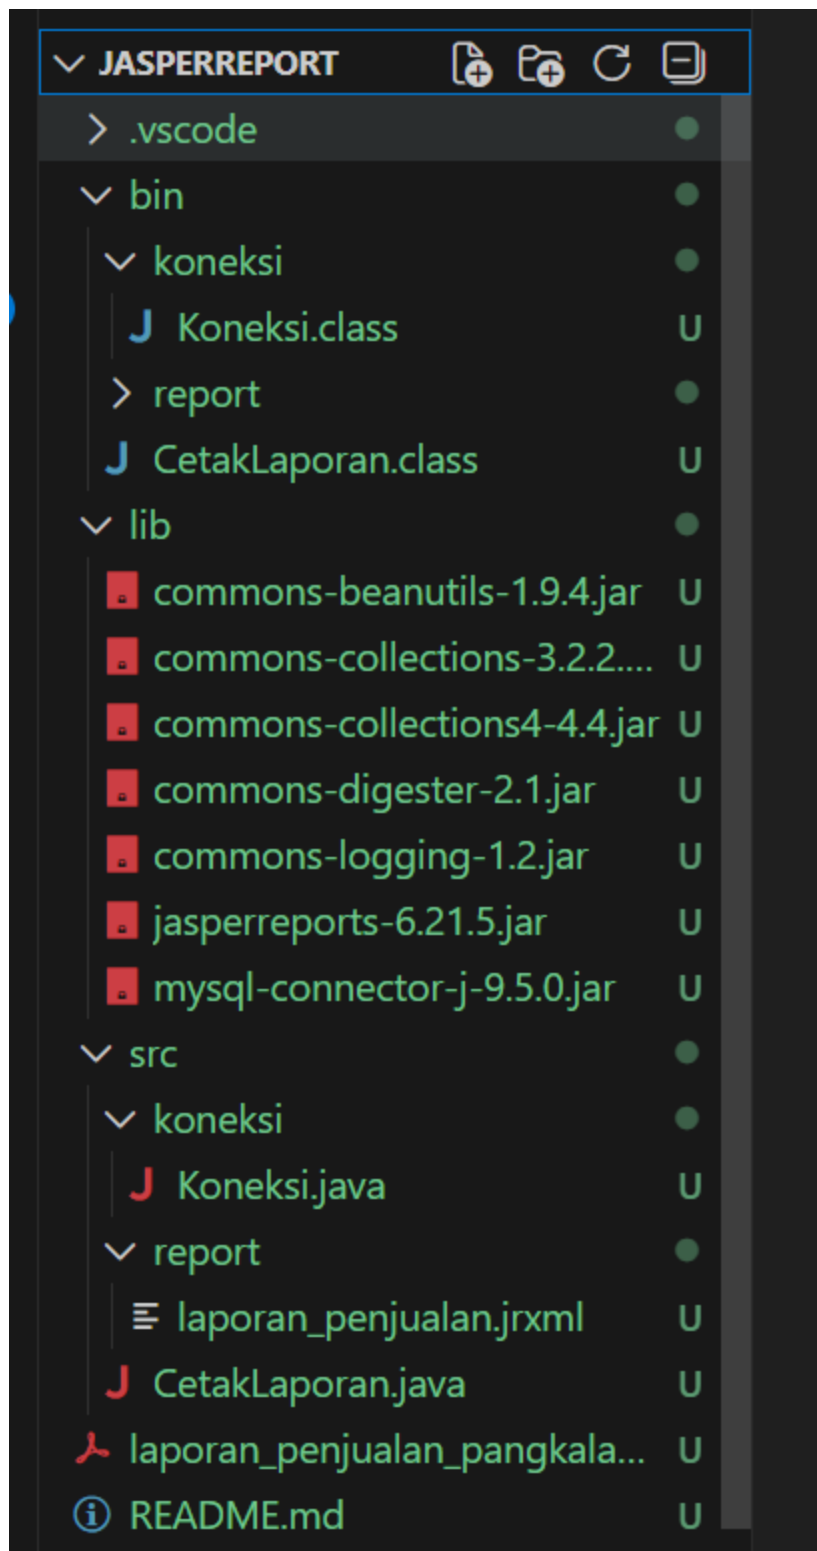 JASPERREPORT
.vscode
bin
koneksi
Koneksi.class U
report
CetakLaporan.class U
lib
commons-beanutils-1.9.4.jar U
commons-collections-3.2.2.... U
commons-collections4-4.4.jar U
commons-digester-2.1.jar U
commons-logging-1.2.jar U
jasperreports-6.21.5.jar U
mysql-connector-j-9.5.0.jar U
src
koneksi
Koneksi.java U
report
laporan_penjualan.jrxml U
CetakLaporan.java U
laporan_penjualan_pangkala... U
README.md U